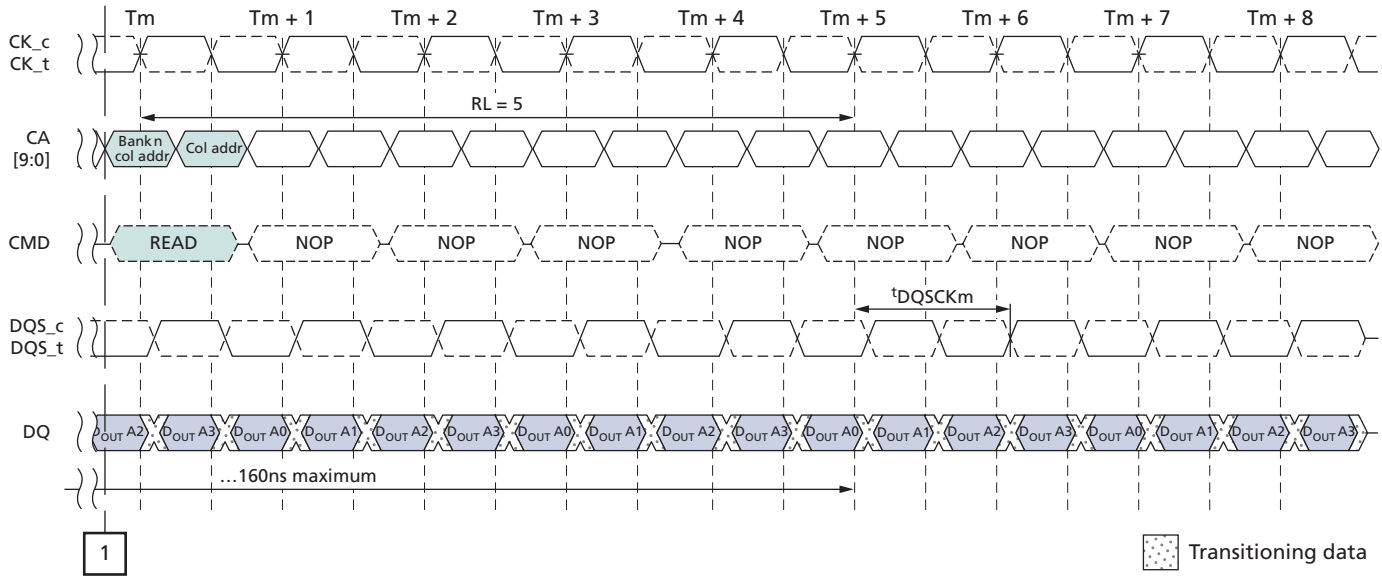 Tm Tm + 1 Tm + 2 Tm + 3 Tm + 4 Tm + 5 Tm + 6 Tm + 7 Tm + 8
CK_c
CK_t
RL = 5
CA
[9:0]
Bank n
col addr
Col addr
CMD READ NOP NOP NOP NOP NOP NOP NOP NOP
tDQSCKm
DQS_c
DQS_t
DQ DOUT A2 DOUT A3 DOUT A0 DOUT A1 DOUT A2 DOUT A3 DOUT A0 DOUT A1 DOUT A2 DOUT A3 DOUT A0 DOUT A1 DOUT A2 DOUT A3 DOUT A0 DOUT A1 DOUT A2 DOUT A3
…160ns maximum
1
Transitioning data